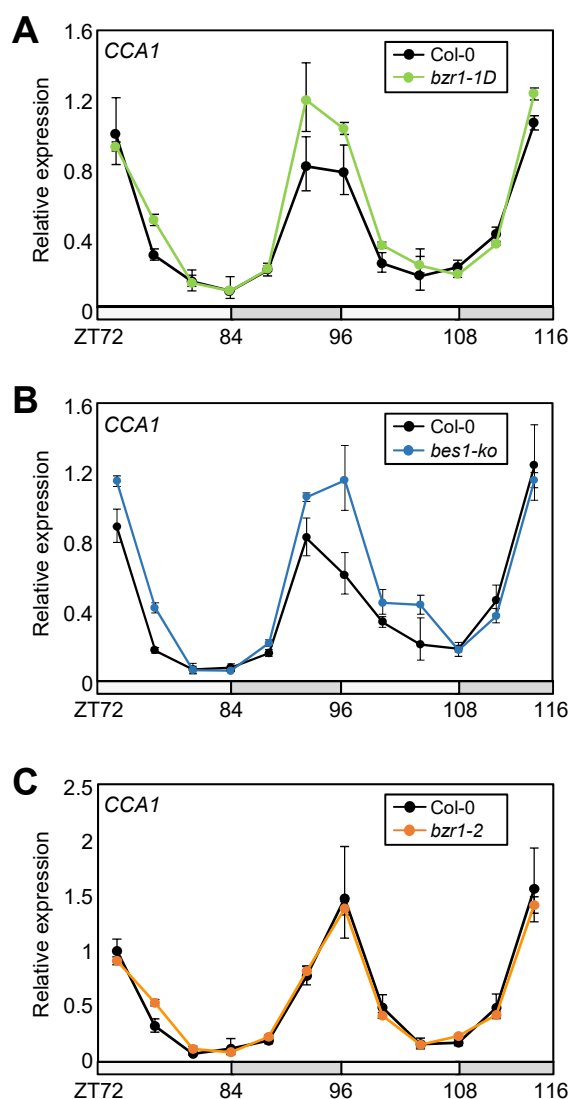 A
CCA1
Col-0
bzr1-1D
Relative expression
1.6
1.2
0.8
0.4
0
ZT72 84 96 108 116
B
CCA1
Col-0
bes1-ko
Relative expression
1.6
1.2
0.8
0.4
0
ZT72 84 96 108 116
C
CCA1
Col-0
bzr1-2
Relative expression
2.5
2
1.5
1
0.5
0
ZT72 84 96 108 116